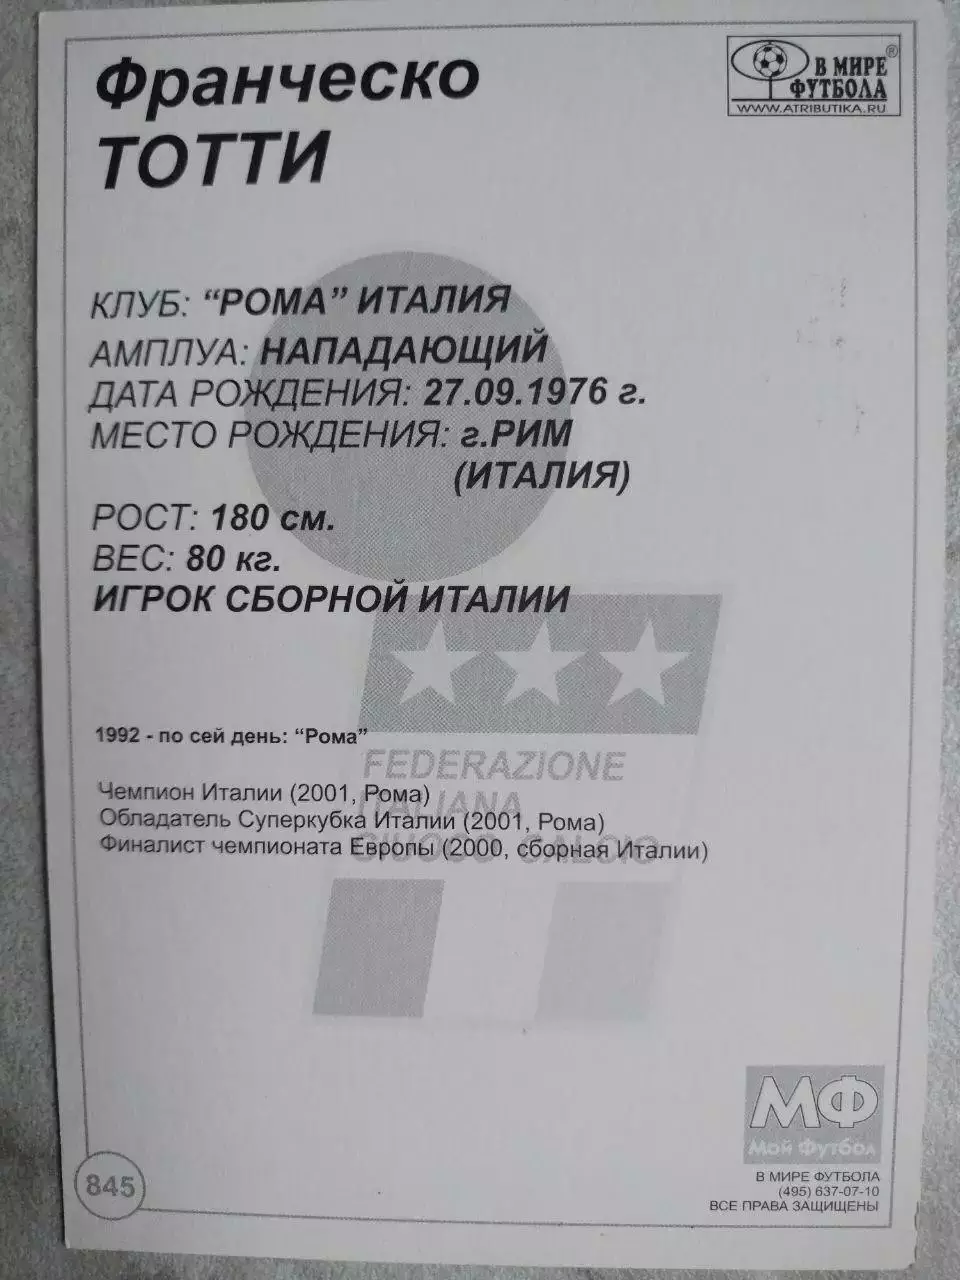 Франческо
ТОТТИ
В МИРЕ ®
ФУТБОЛА
WWW.ATRIBUTIKA.RU
КЛУБ: “РОМА” ИТАЛИЯ
АМПЛУА: НАПАДАЮЩИЙ
ДАТА РОЖДЕНИЯ: 27.09.1976 г.
МЕСТО РОЖДЕНИЯ: г.РИМ
(ИТАЛИЯ)
РОСТ: 180 см.
ВЕС: 80 кг.
ИГРОК СБОРНОЙ ИТАЛИИ
1992 - по сей день: “Рома”
FEDERAZIONE
Чемпион Италии (2001, Рома)
ITALIANA
Обладатель Суперкубка Италии (2001, Рома)
GIUOCO CALCIO
Финалист чемпионата Европы (2000, сборная Италии)
МФ
Мой Футбол
В МИРЕ ФУТБОЛА
(495) 637-07-10
ВСЕ ПРАВА ЗАЩИЩЕНЫ
845